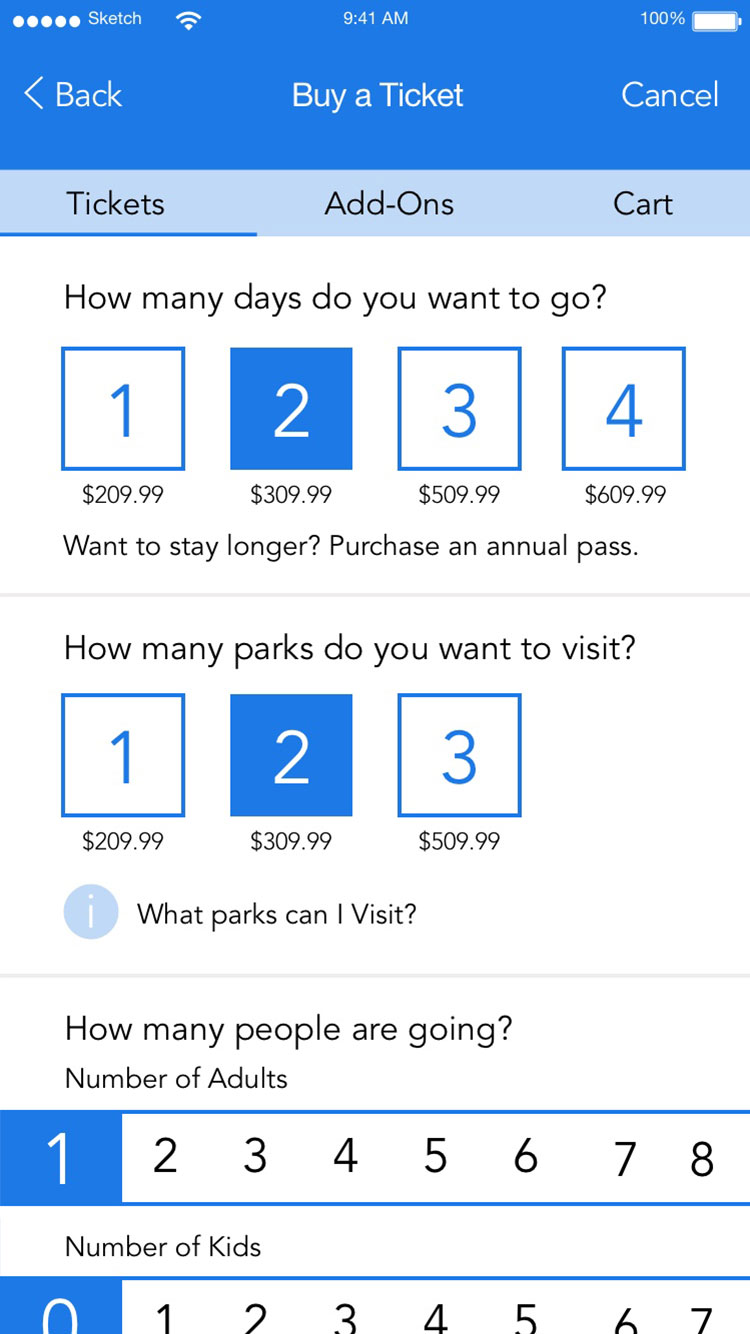 Sketch 9:41 AM 100%
Back Buy a Ticket Cancel
Tickets Add-Ons Cart
How many days do you want to go?
1 2 3 4
$209.99 $309.99 $509.99 $609.99
Want to stay longer? Purchase an annual pass.
How many parks do you want to visit?
1 2 3
$209.99 $309.99 $509.99
i What parks can I Visit?
How many people are going?
Number of Adults
1 2 3 4 5 6 7 8
Number of Kids
0 1 2 3 4 5 6 7